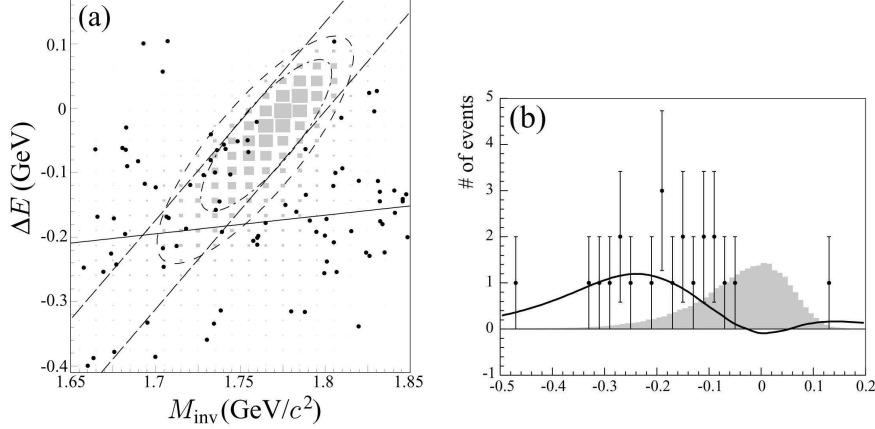 (a)
0.1
0
-0.1
-0.2
-0.3
-0.4
ΔE (GeV)
1.65 1.7 1.75 1.8 1.85
M_inv (GeV/c²)
(b)
5
4
3
2
1
0
-1
# of events
-0.5 -0.4 -0.3 -0.2 -0.1 0 0.1 0.2